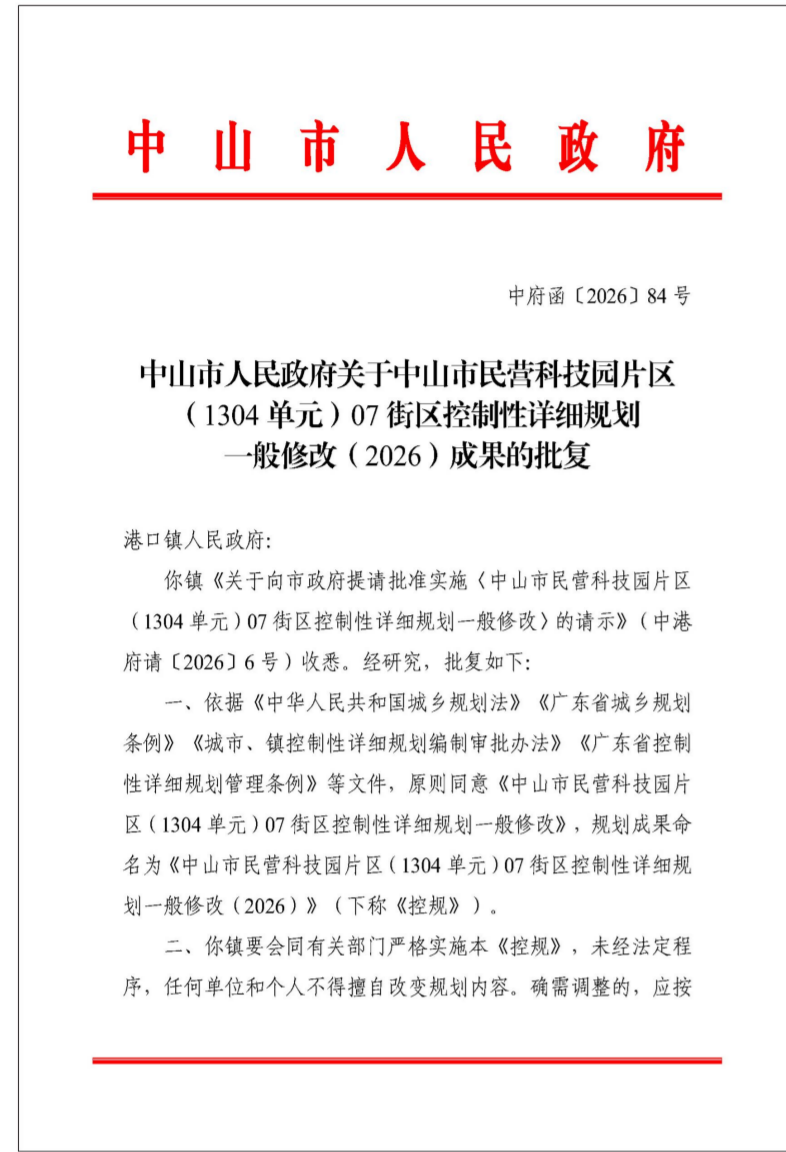 中山市人民政府
中府函〔2026〕84号
中山市人民政府关于中山市民营科技园片区
（1304单元）07街区控制性详细规划
一般修改（2026）成果的批复
港口镇人民政府：
你镇《关于向市政府提请批准实施〈中山市民营科技园片区
（1304单元）07街区控制性详细规划一般修改〉的请示》（中港
府请〔2026〕6号）收悉。经研究，批复如下：
一、依据《中华人民共和国城乡规划法》《广东省城乡规划
条例》《城市、镇控制性详细规划编制审批办法》《广东省控制
性详细规划管理条例》等文件，原则同意《中山市民营科技园片
区（1304单元）07街区控制性详细规划一般修改》，规划成果命
名为《中山市民营科技园片区（1304单元）07街区控制性详细规
划一般修改（2026）》（下称《控规》）。
二、你镇要会同有关部门严格实施本《控规》，未经法定程
序，任何单位和个人不得擅自改变规划内容。确需调整的，应按